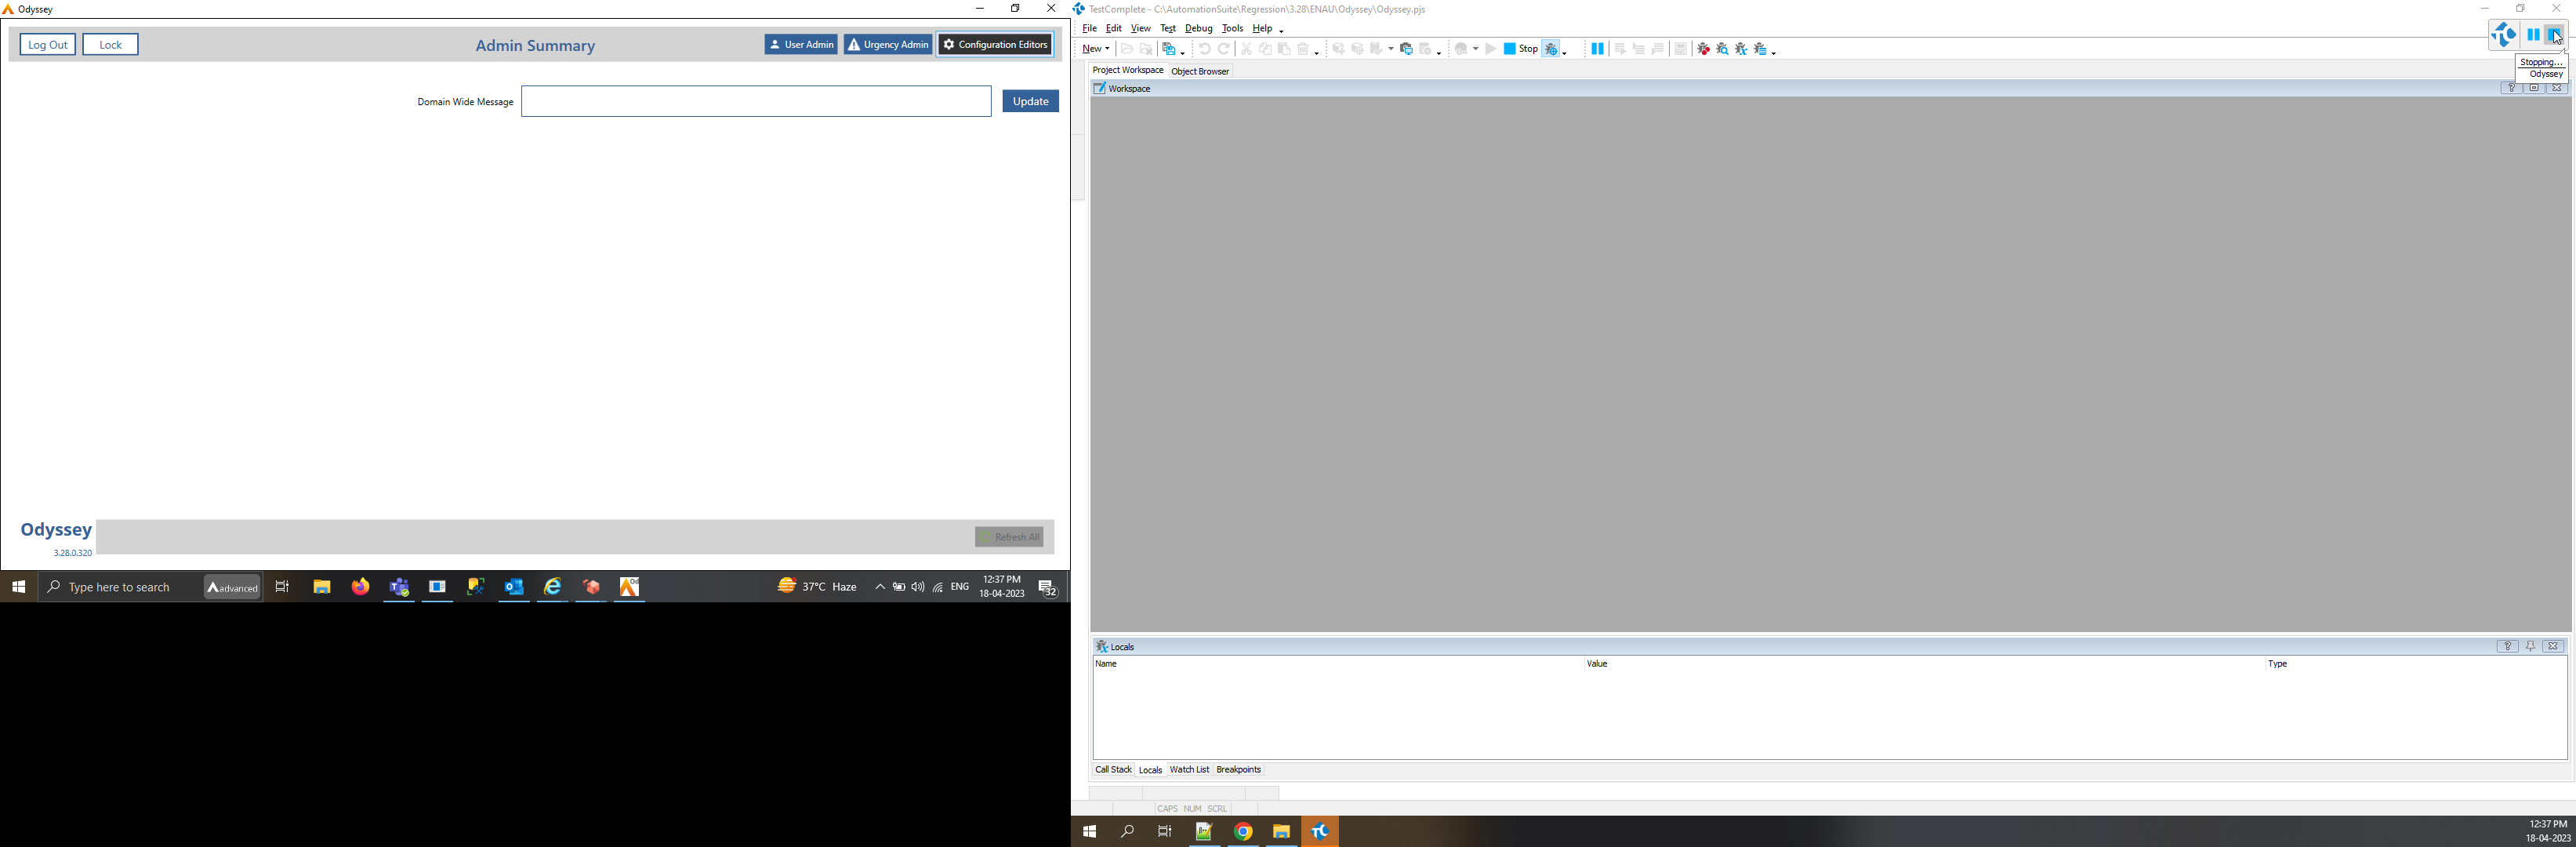 Odyssey
Log Out
Lock
Admin Summary
User Admin
Urgency Admin
Configuration Editors
Domain Wide Message
Update
Odyssey
3.28.0.320
Refresh All
Type here to search
advanced
Od
37°C Haze
ENG
12:37 PM
18-04-2023
32
TestComplete - C:\AutomationSuite\Regression\3.28\ENAU\Odyssey\Odyssey.pjs
File Edit View Test Debug Tools Help
New
Stop
Stopping...
Odyssey
Project Workspace
Object Browser
Workspace
Locals
Name Value Type
Call Stack Locals Watch List Breakpoints
CAPS NUM SCRL
12:37 PM
18-04-2023